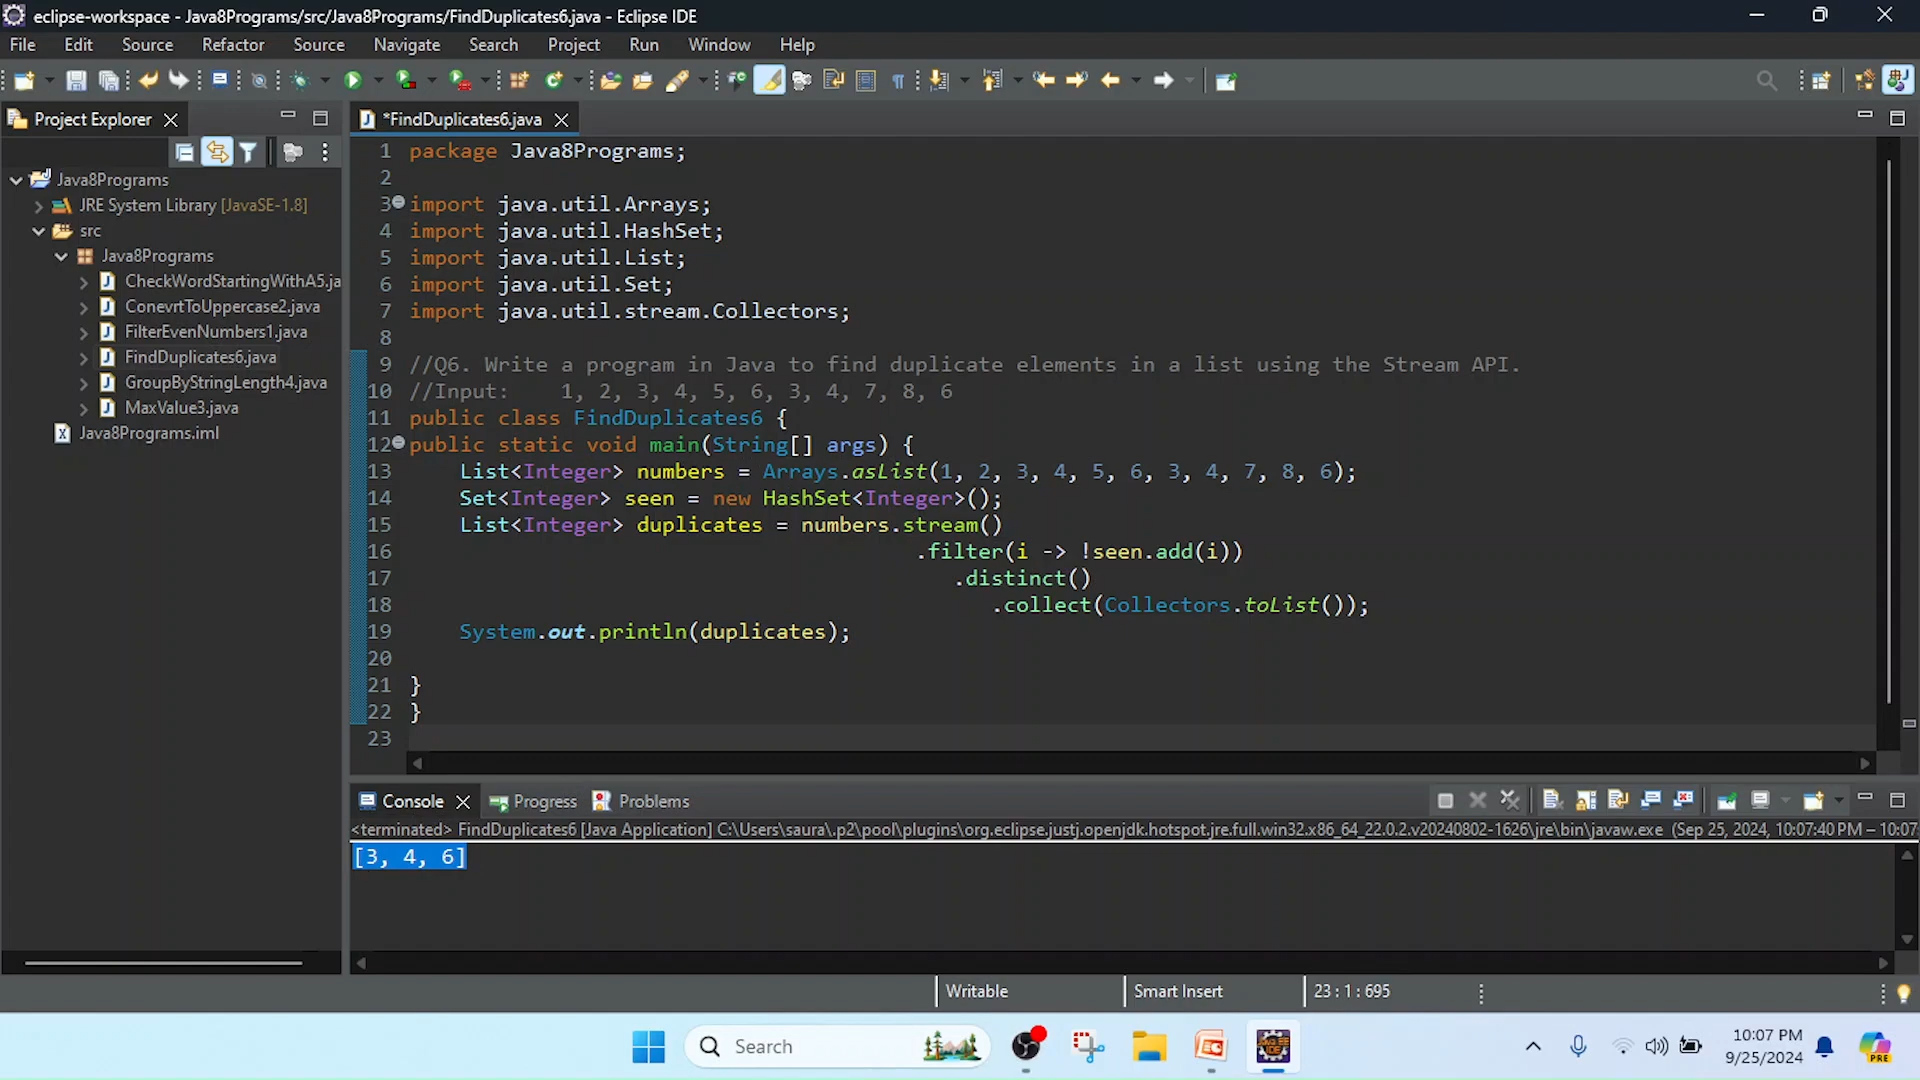 eclipse-workspace - Java8Programs/src/Java8Programs/FindDuplicates6.java - Eclipse IDE
File Edit Source Refactor Source Navigate Search Project Run Window Help
Project Explorer
*FindDuplicates6.java
Java8Programs
JRE System Library [JavaSE-1.8]
src
Java8Programs
CheckWordStartingWithA5.ja
ConevrtToUppercase2.java
FilterEvenNumbers1.java
FindDuplicates6.java
GroupByStringLength4.java
MaxValue3.java
Java8Programs.iml
1 package Java8Programs;
2
3 import java.util.Arrays;
4 import java.util.HashSet;
5 import java.util.List;
6 import java.util.Set;
7 import java.util.stream.Collectors;
8
9 //Q6. Write a program in Java to find duplicate elements in a list using the Stream API.
10 //Input: 1, 2, 3, 4, 5, 6, 3, 4, 7, 8, 6
11 public class FindDuplicates6 {
12 public static void main(String[] args) {
13 List<Integer> numbers = Arrays.asList(1, 2, 3, 4, 5, 6, 3, 4, 7, 8, 6);
14 Set<Integer> seen = new HashSet<Integer>();
15 List<Integer> duplicates = numbers.stream()
16 .filter(i -> !seen.add(i))
17 .distinct()
18 .collect(Collectors.toList());
19 System.out.println(duplicates);
20
21 }
22 }
23
Console Progress Problems
<terminated> FindDuplicates6 [Java Application] C:\Users\saura\.p2\pool\plugins\org.eclipse.justj.openjdk.hotspot.jre.full.win32.x86_64_22.0.2.v20240802-1626\jre\bin\javaw.exe (Sep 25, 2024, 10:07:40 PM – 10:07
[3, 4, 6]
Writable Smart Insert 23 : 1 : 695
Search
10:07 PM
9/25/2024
PRE